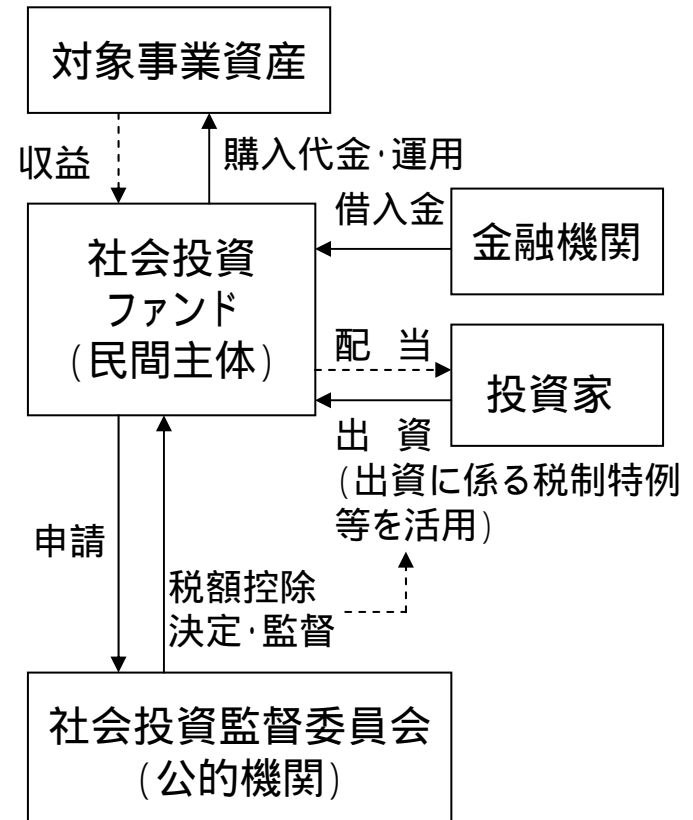 対象事業資産
収益
購入代金・運用
借入金
金融機関
社会投資
ファンド
(民間主体)
配 当
投資家
出 資
(出資に係る税制特例
等を活用)
申請
税額控除
決定・監督
社会投資監督委員会
(公的機関)